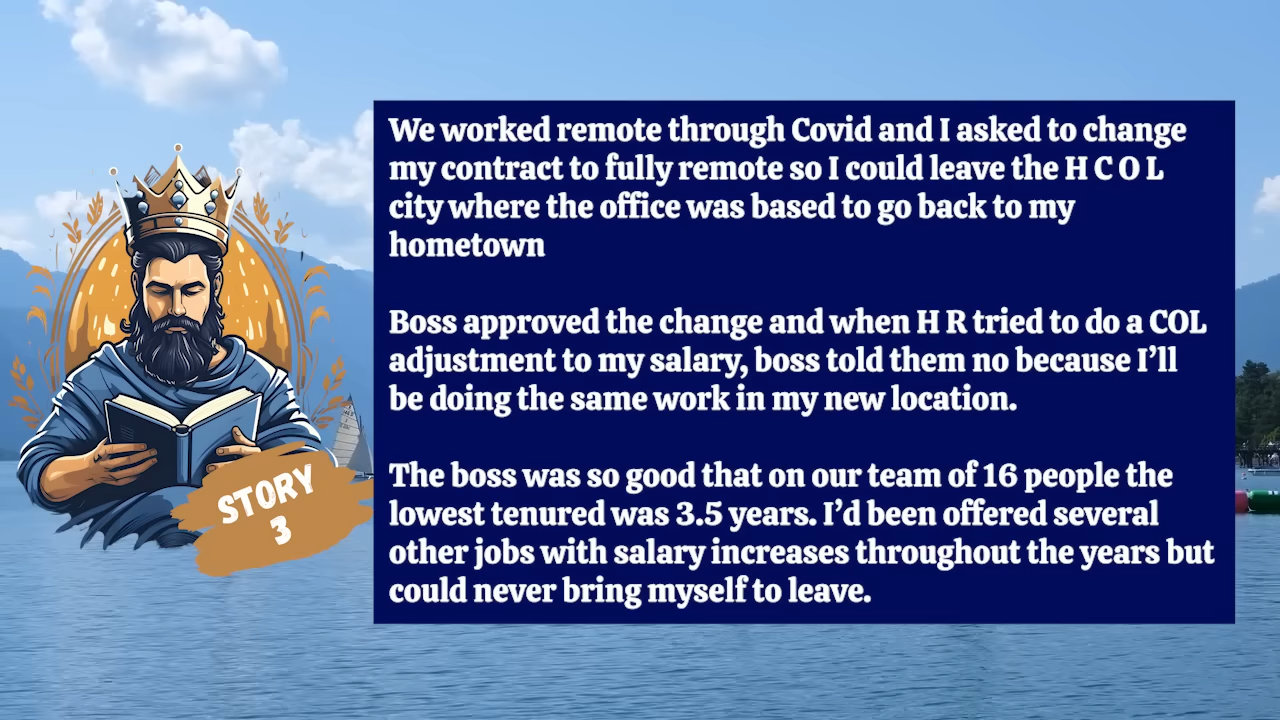 We worked remote through Covid and I asked to change
my contract to fully remote so I could leave the H C O L
city where the office was based to go back to my
hometown
Boss approved the change and when H R tried to do a COL
adjustment to my salary, boss told them no because I’ll
be doing the same work in my new location.
The boss was so good that on our team of 16 people the
lowest tenured was 3.5 years. I’d been offered several
other jobs with salary increases throughout the years but
could never bring myself to leave.
STORY
3